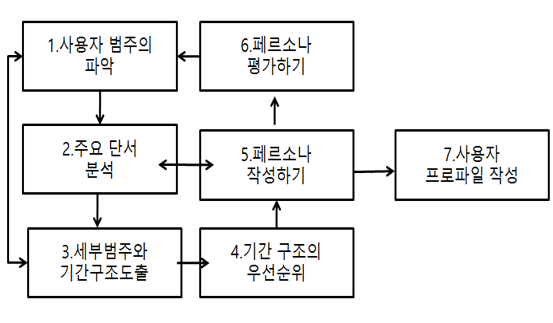 1.사용자 범주의
파악
6.페르소나
평가하기
2.주요 단서
분석
5.페르소나
작성하기
7.사용자
프로파일 작성
3.세부범주와
기간구조도출
4.기간 구조의
우선순위